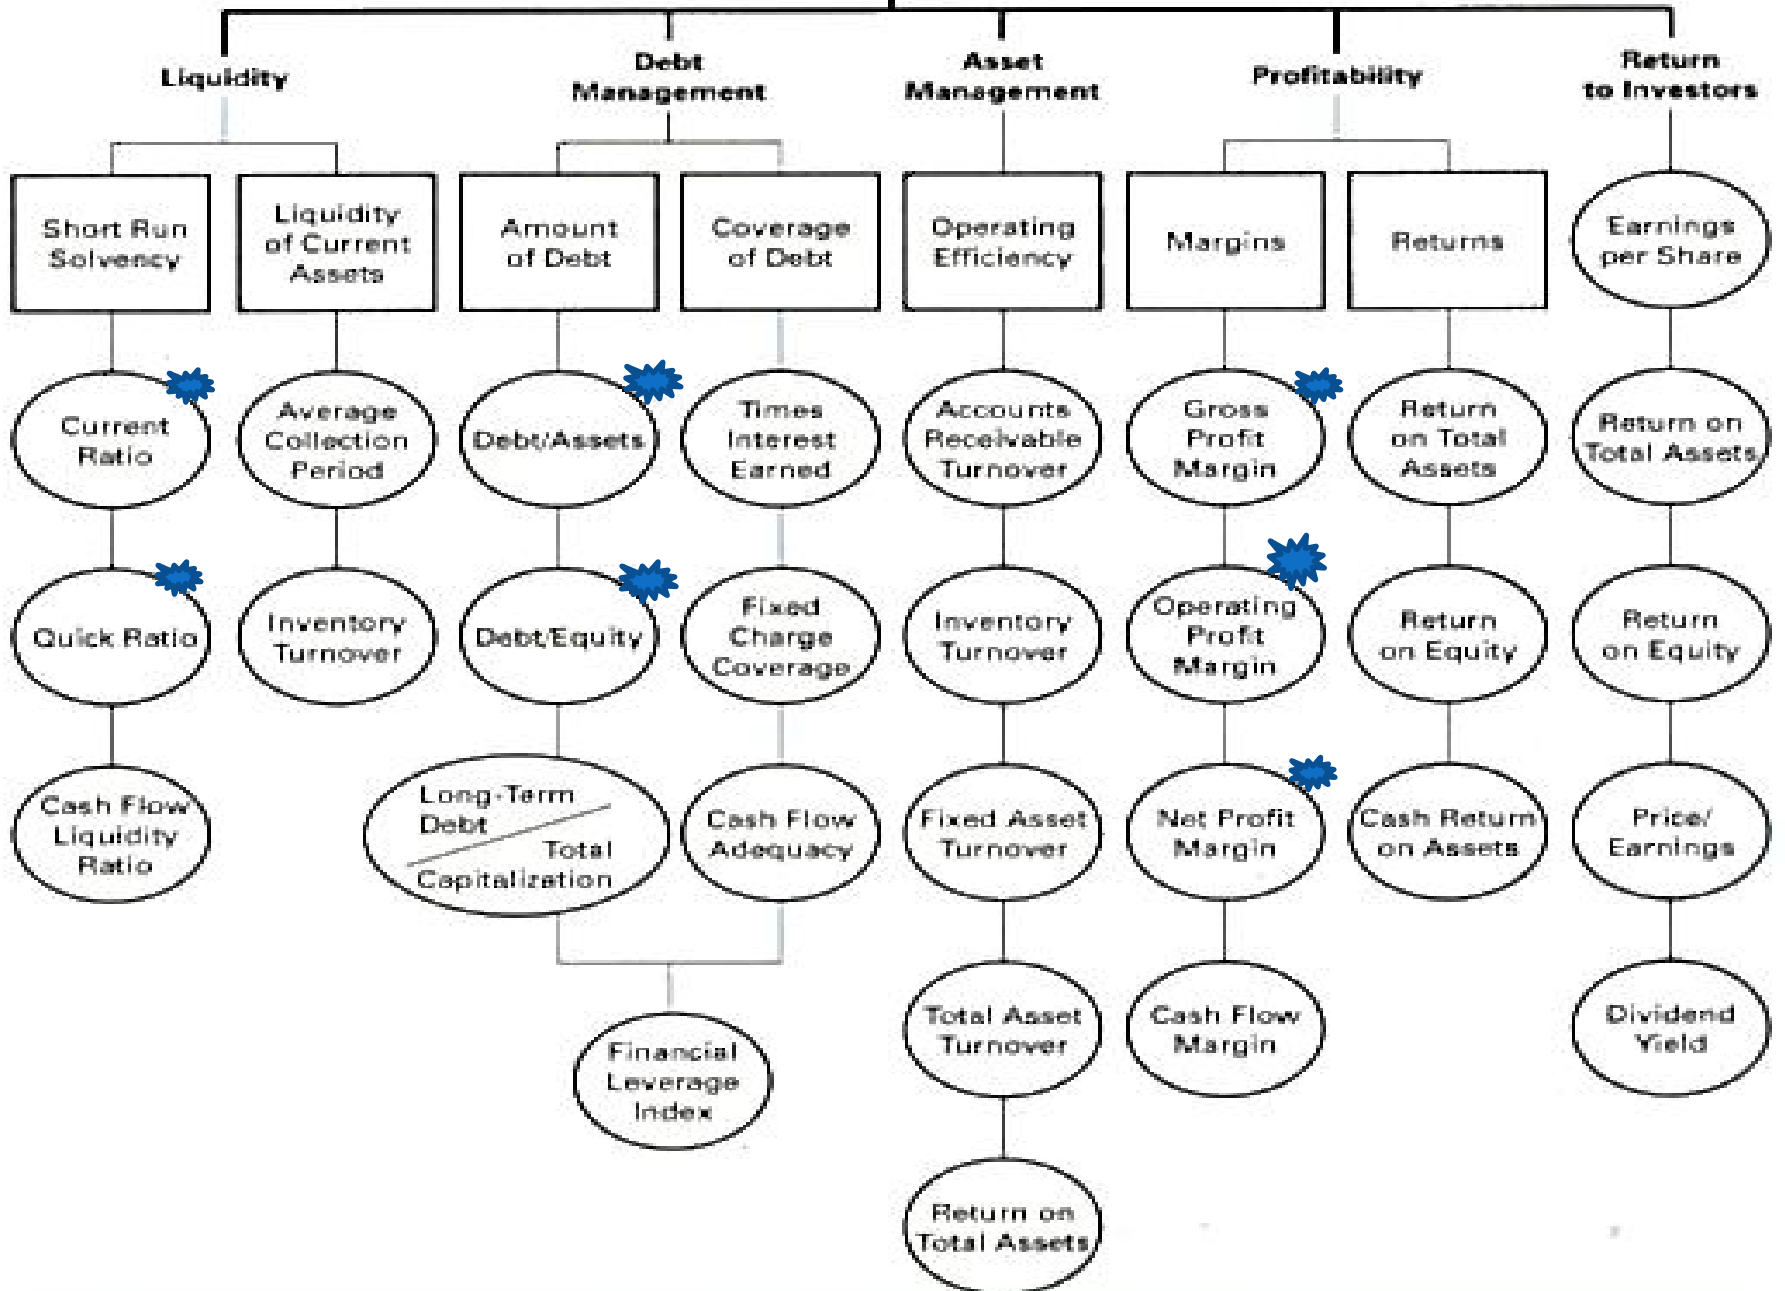 Liquidity
Debt
Management
Asset
Management
Profitability
Return
to Investors
Short Run
Solvency
Liquidity
of Current
Assets
Amount
of Debt
Coverage
of Debt
Operating
Efficiency
Margins
Returns
Earnings
per Share
Current
Ratio
Average
Collection
Period
Debt/Assets
Times
Interest
Earned
Accounts
Receivable
Turnover
Gross
Profit
Margin
Return
on Total
Assets
Return on
Total Assets
Quick Ratio
Inventory
Turnover
Debt/Equity
Fixed
Charge
Coverage
Inventory
Turnover
Operating
Profit
Margin
Return
on Equity
Return
on Equity
Cash Flow
Liquidity
Ratio
Long-Term
Debt
Total
Capitalization
Cash Flow
Adequacy
Fixed Asset
Turnover
Net Profit
Margin
Cash Return
on Assets
Price/
Earnings
Financial
Leverage
Index
Total Asset
Turnover
Cash Flow
Margin
Dividend
Yield
Return on
Total Assets